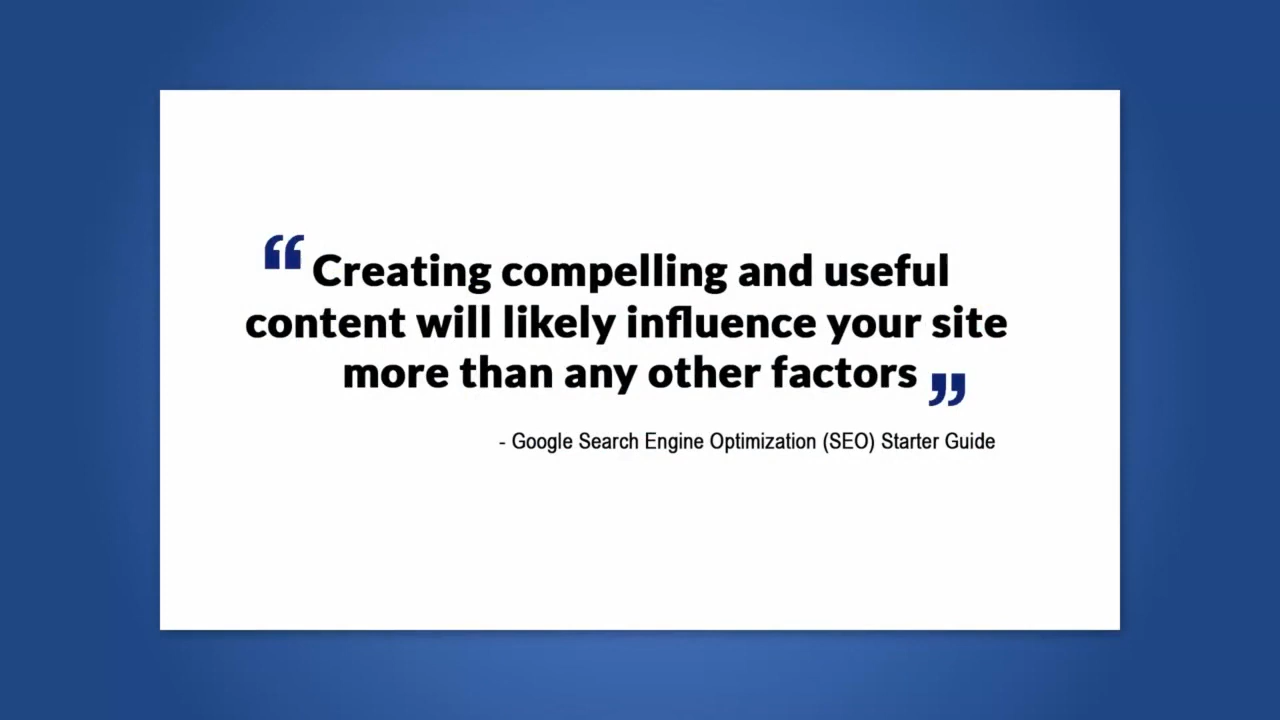 “ Creating compelling and useful
content will likely influence your site
more than any other factors ”
- Google Search Engine Optimization (SEO) Starter Guide